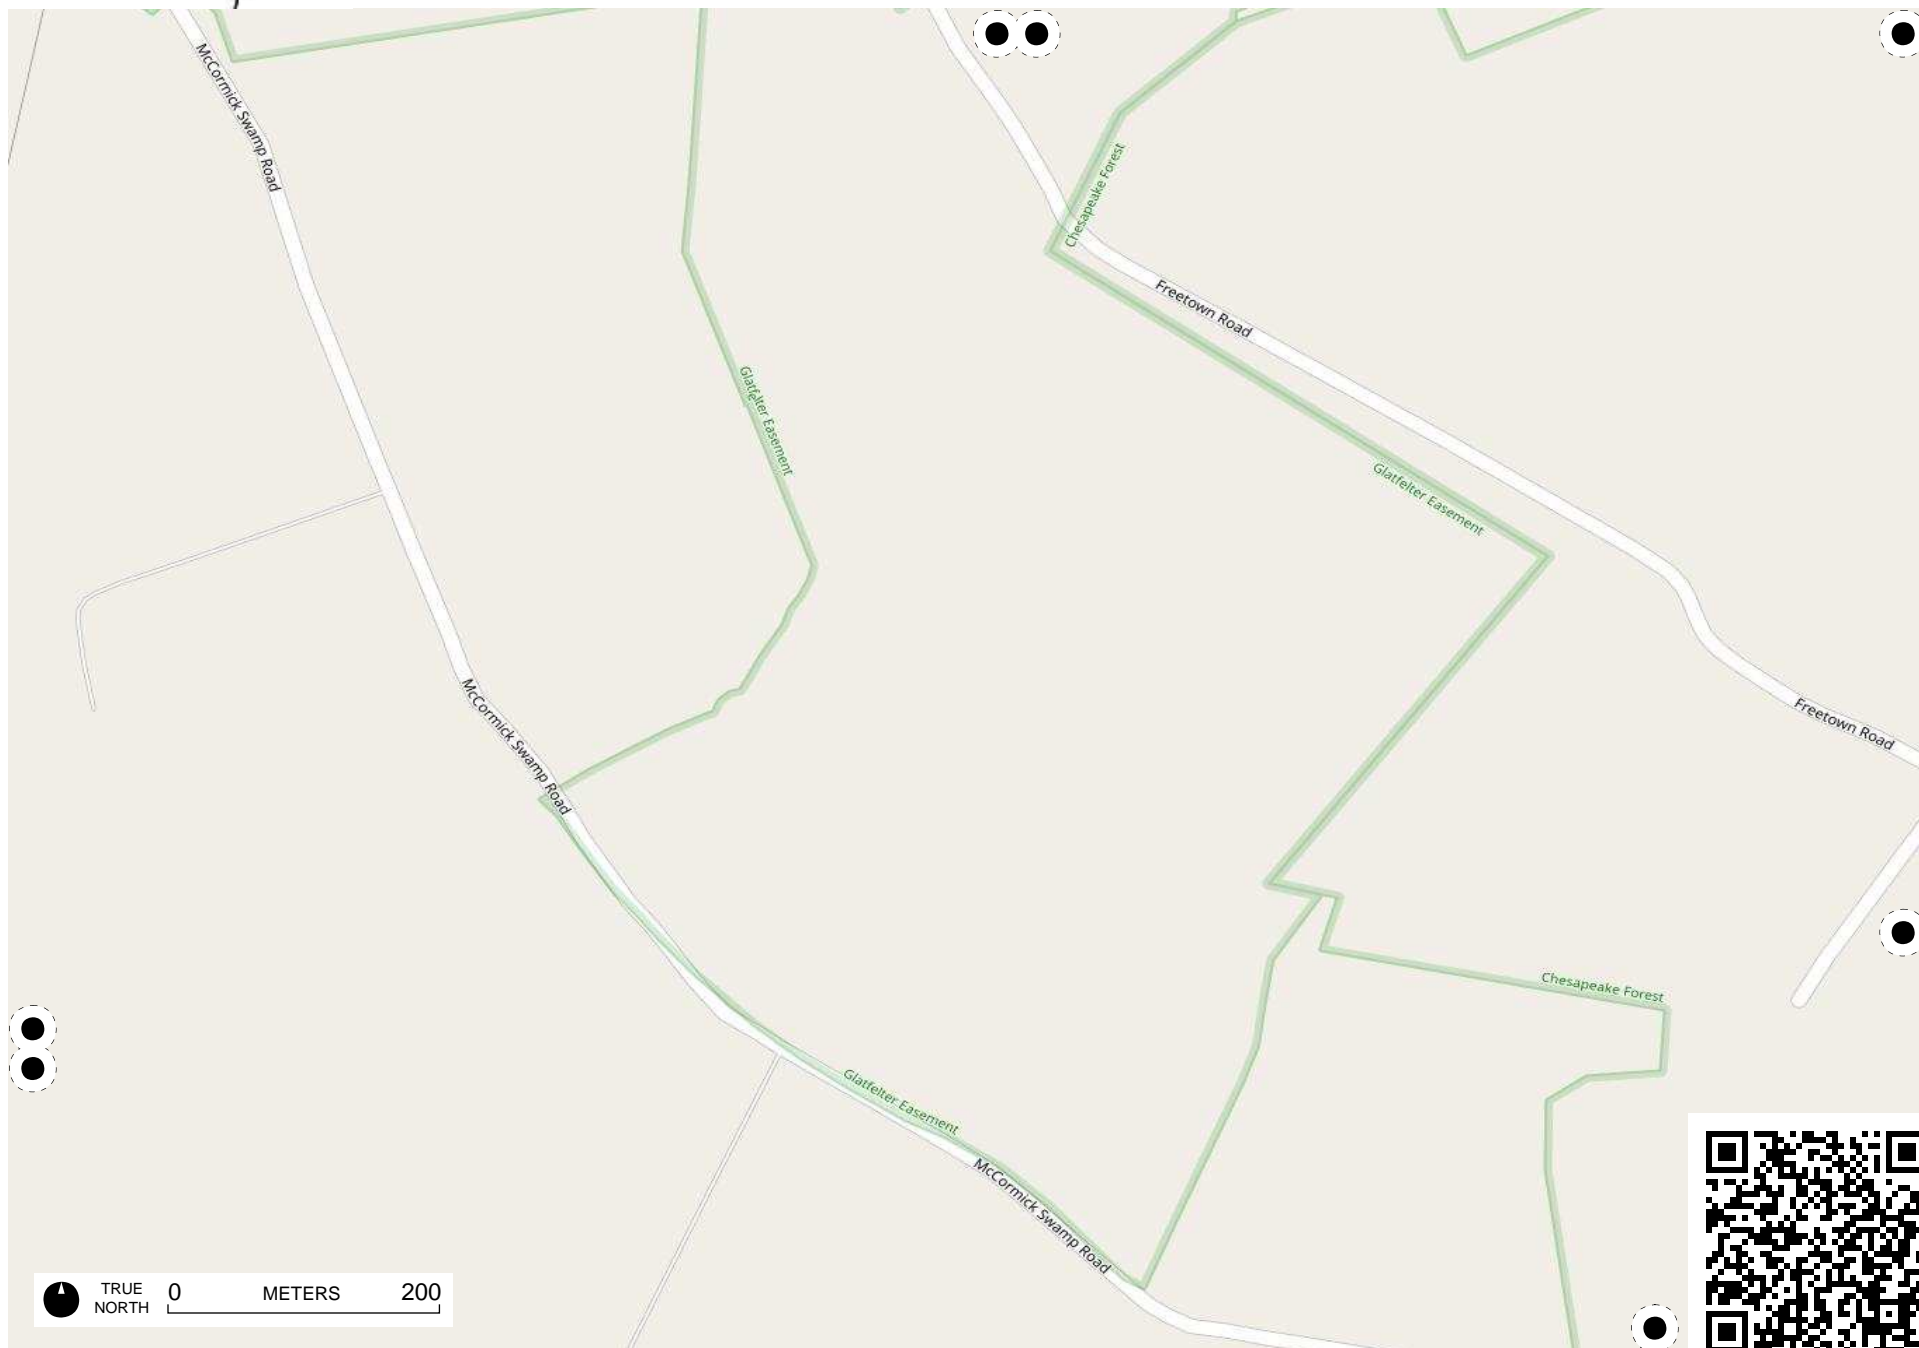 McCormick Swamp Road
Chesapeake Forest
Freetown Road
Glatfelter Easement
Glatfelter Easement
McCormick Swamp Road
Freetown Road
Chesapeake Forest
Glatfelter Easement
McCormick Swamp Road
TRUE
NORTH
0 METERS 200